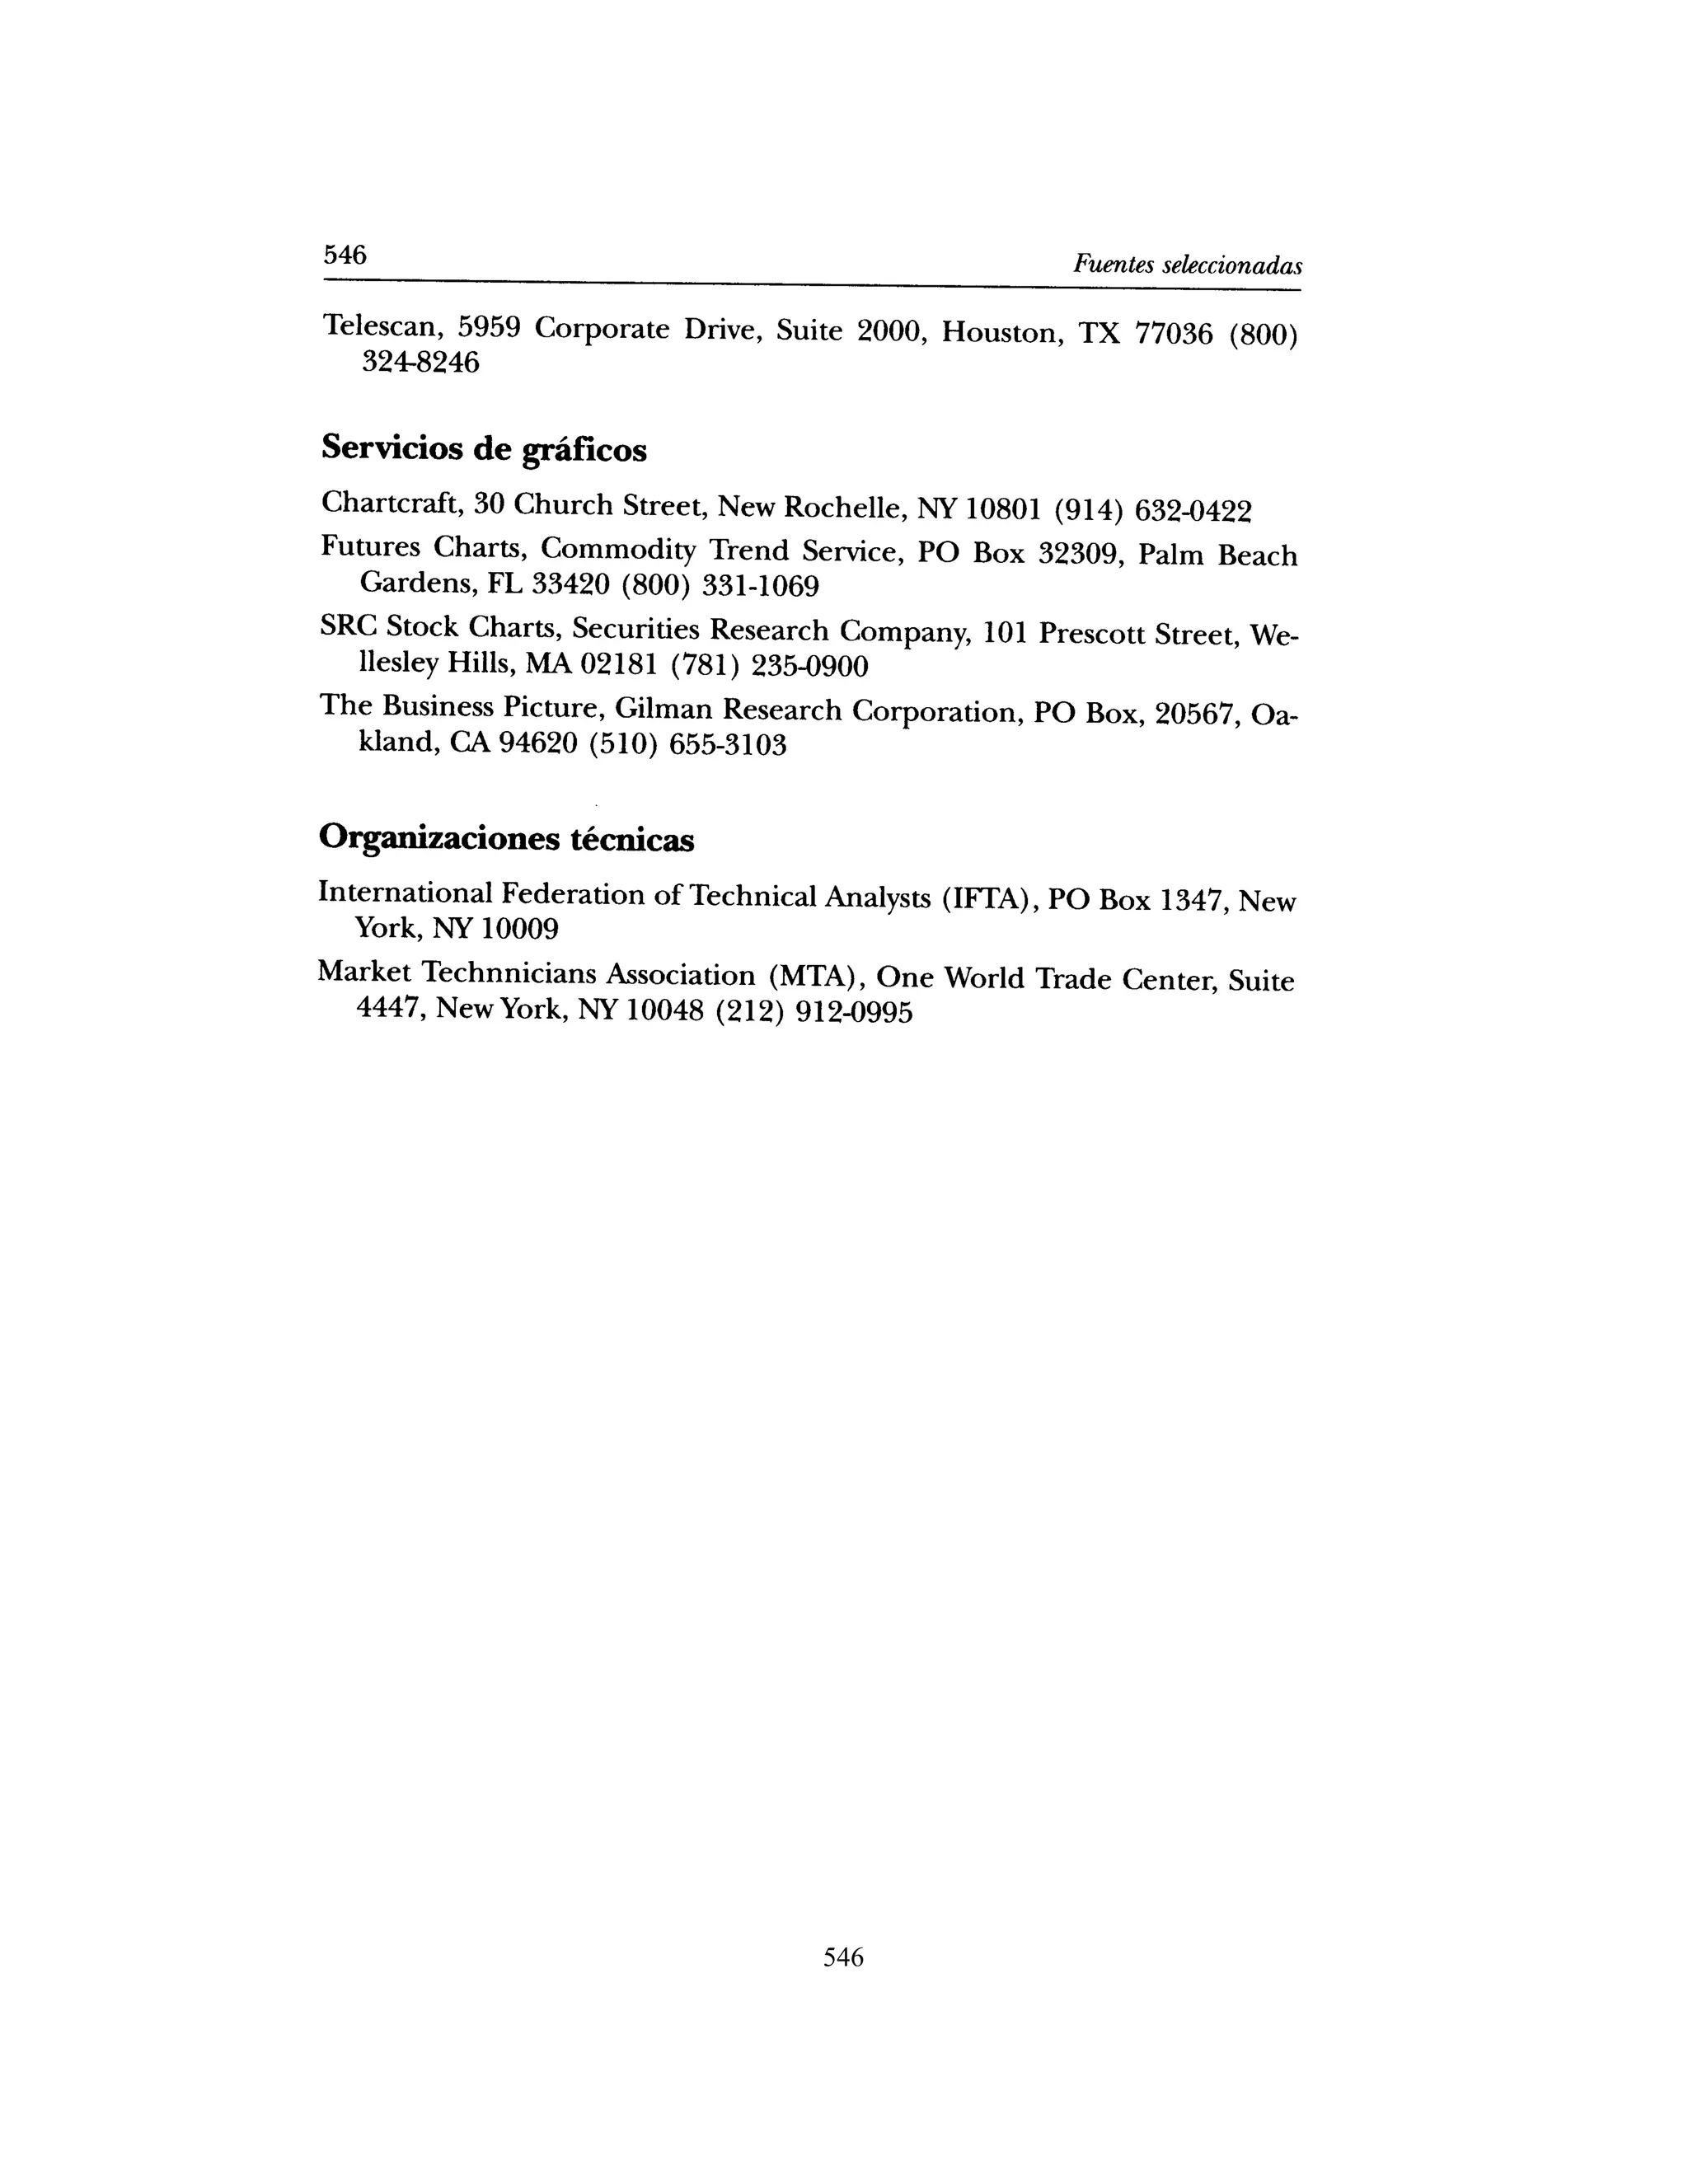 546
Fuentes seleccionadas
Telescan, 5959 Corporate Drive, Suite 2000, Houston, TX 77036 (800)
324-8246
Servicios de gráficos
Chartcraft, 30 Church Street, New Rochelle, NY 10801 (914) 632-0422
Futures Charts, Commodity Trend Service, PO Box 32309, Palm Beach
Gardens, FL 33420 (800) 331-1069
SRC Stock Charts, Securities Research Company, 101 Prescott Street, We-
llesley Hills, MA 02181 (781) 235-0900
The Business Picture, Gilman Research Corporation, PO Box, 20567, Oa-
kland, CA 94620 (510) 655-3103
Organizaciones técnicas
International Federation of Technical Analysts (IFTA), PO Box 1347, New
York, NY 10009
Market Technnicians Association (MTA), One World Trade Center, Suite
4447, New York, NY 10048 (212) 912-0995
546